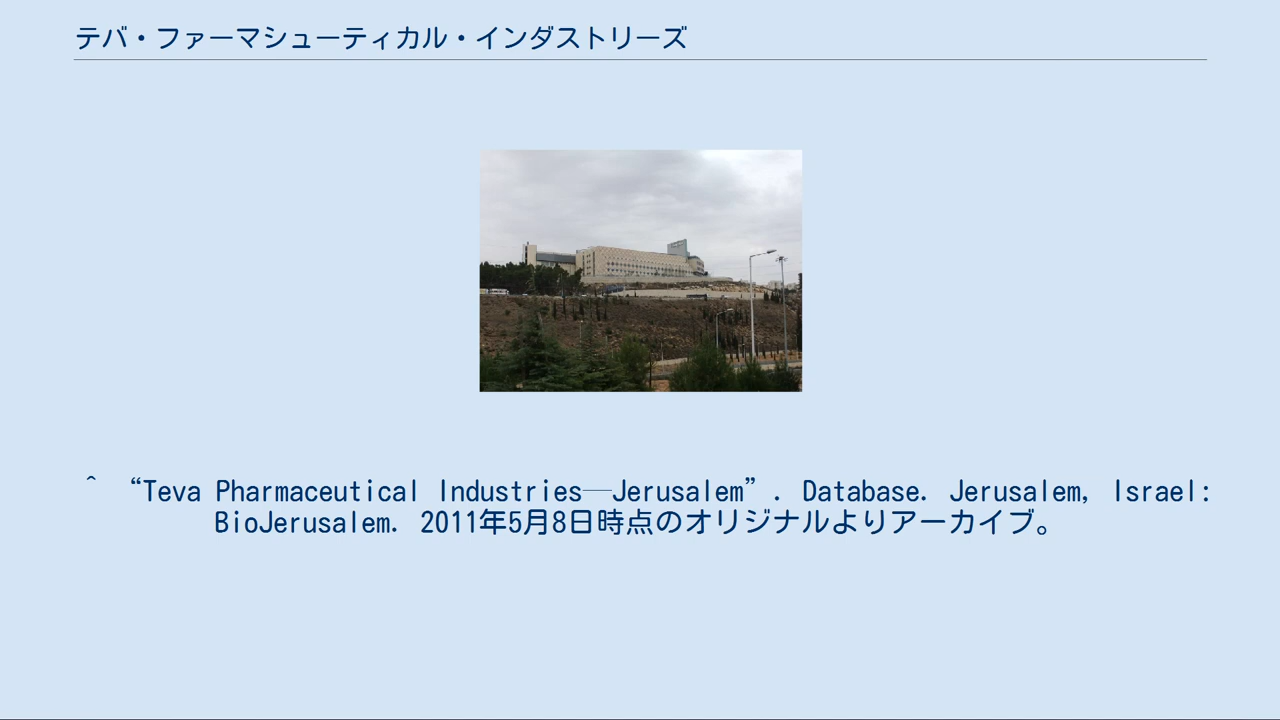 テバ・ファーマシューティカル・インダストリーズ
^ “Teva Pharmaceutical Industries―Jerusalem”. Database. Jerusalem, Israel:
BioJerusalem. 2011年5月8日時点のオリジナルよりアーカイブ。